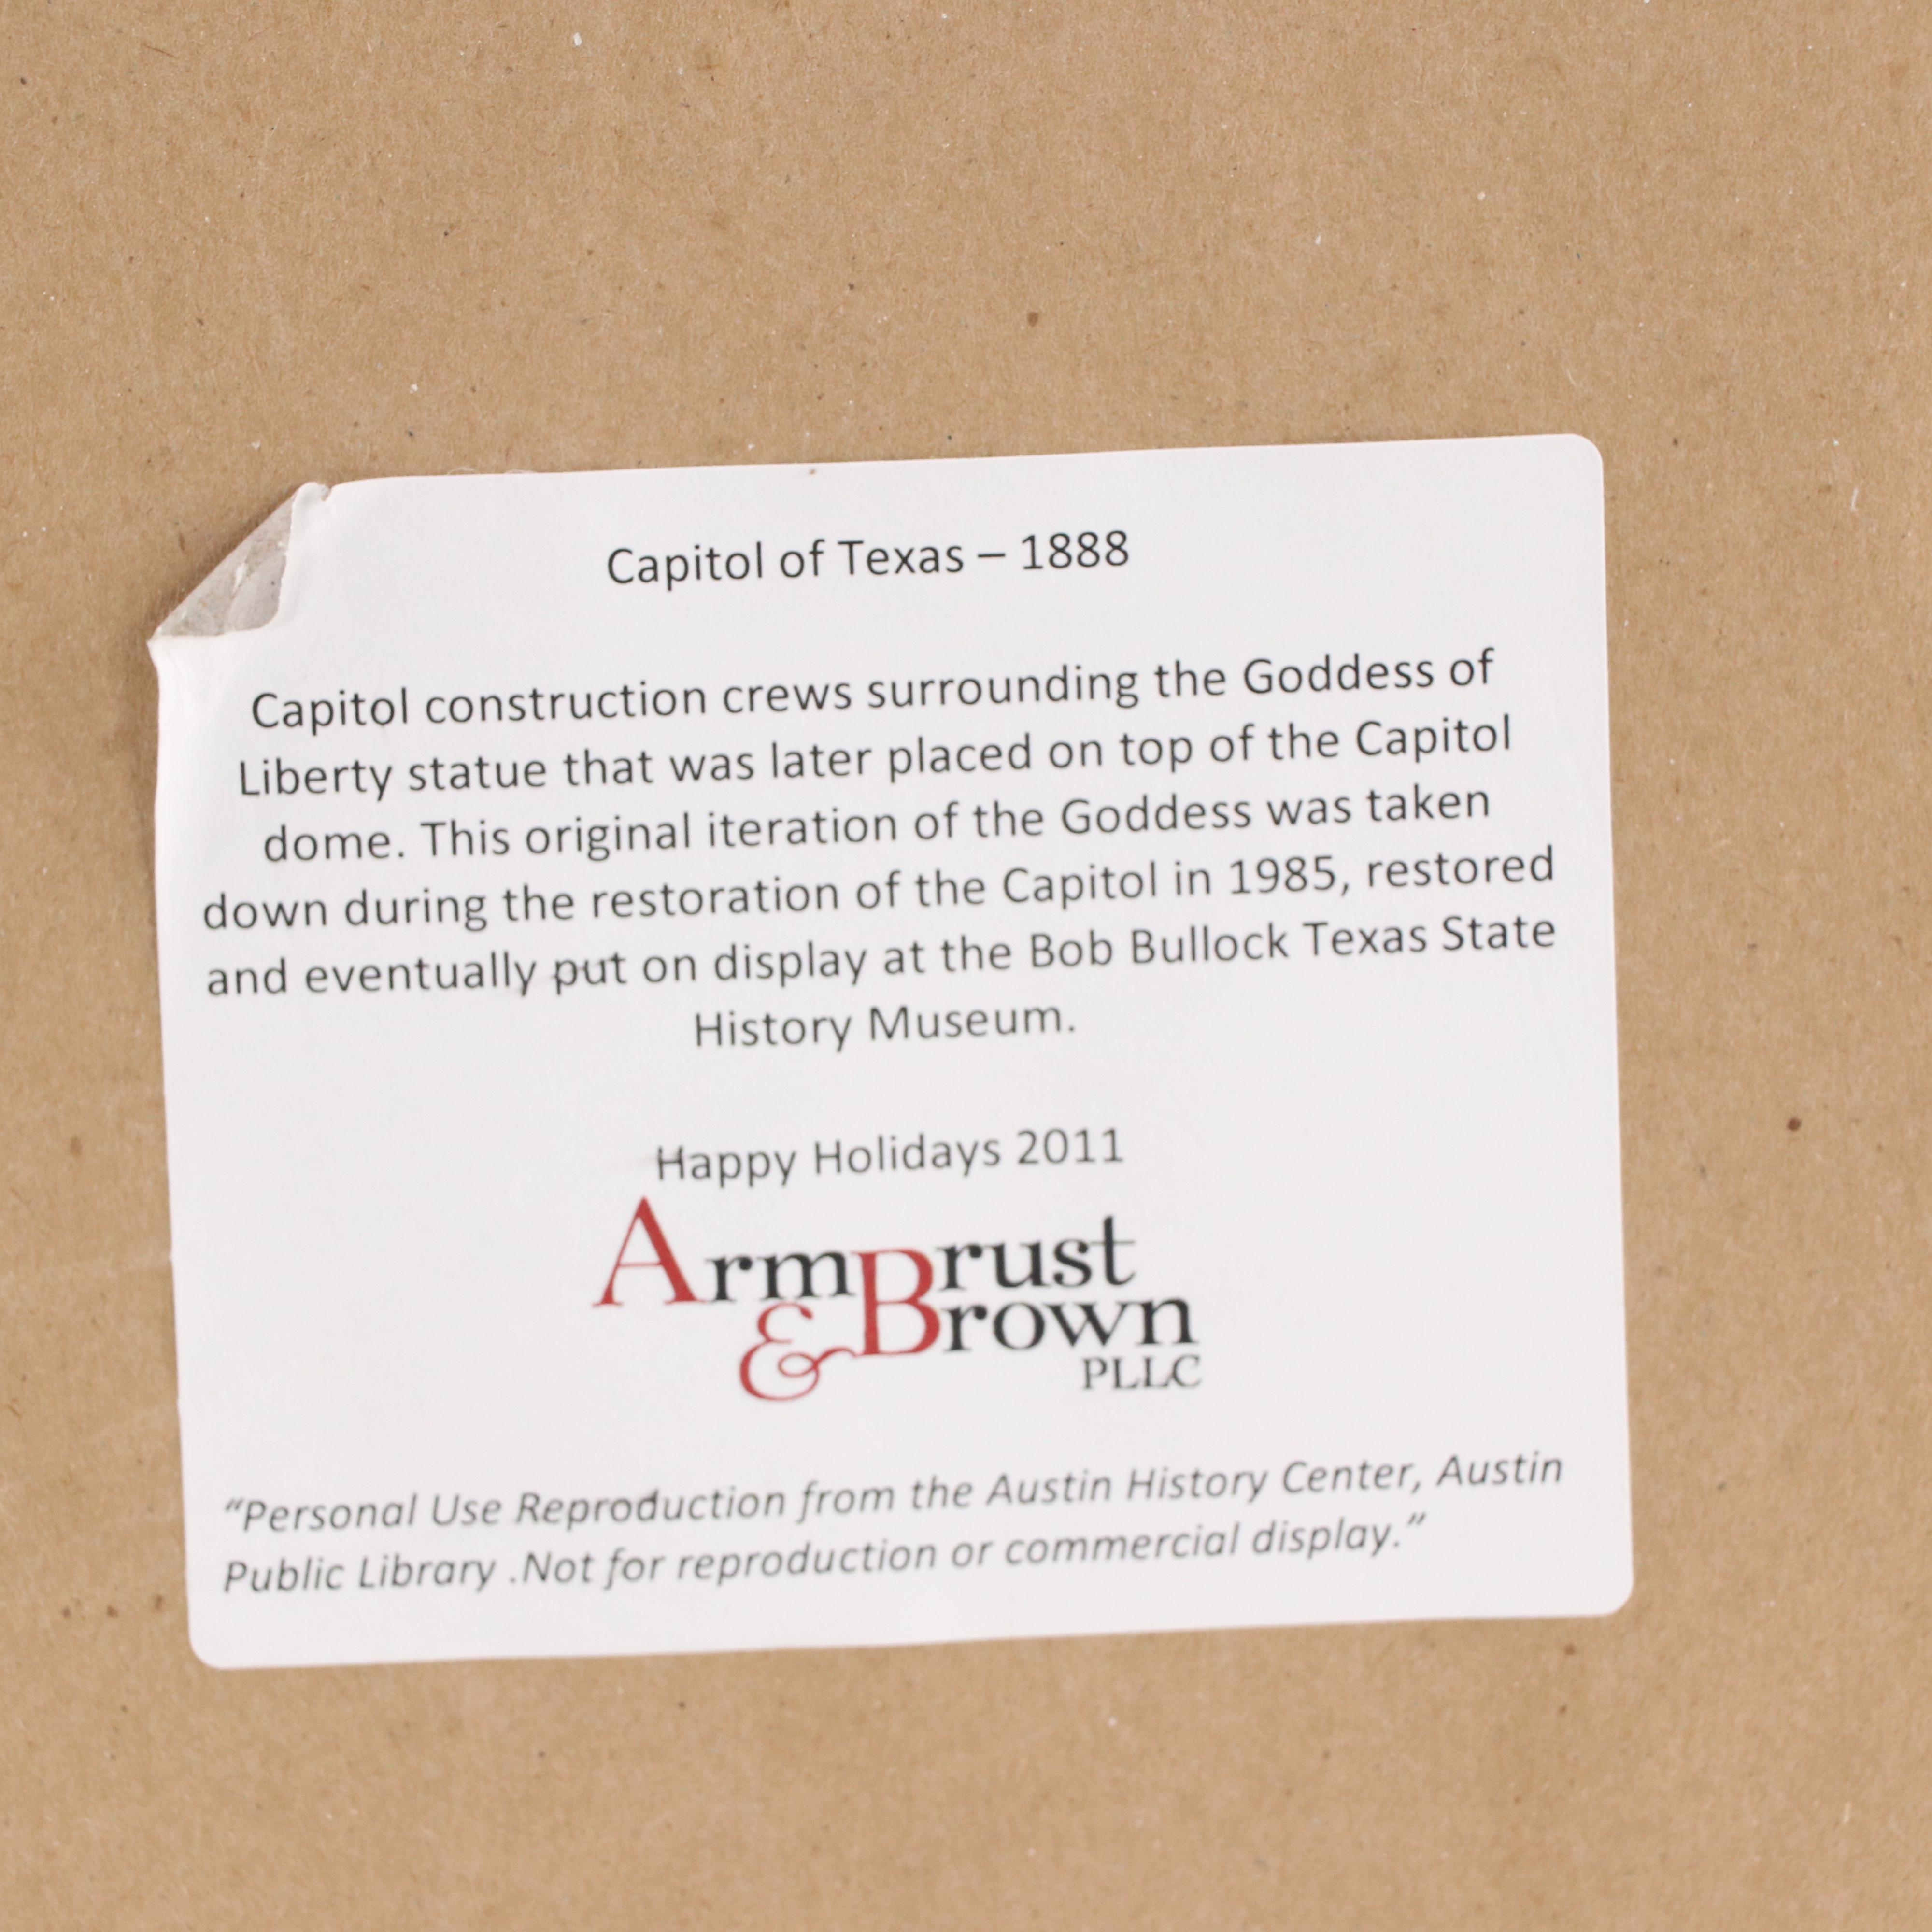 Capitol of Texas – 1888
Capitol construction crews surrounding the Goddess of
Liberty statue that was later placed on top of the Capitol
dome. This original iteration of the Goddess was taken
down during the restoration of the Capitol in 1985, restored
and eventually put on display at the Bob Bullock Texas State
History Museum.
Happy Holidays 2011
ArmBrust
& Brown
PLLC
“Personal Use Reproduction from the Austin History Center, Austin
Public Library .Not for reproduction or commercial display.”